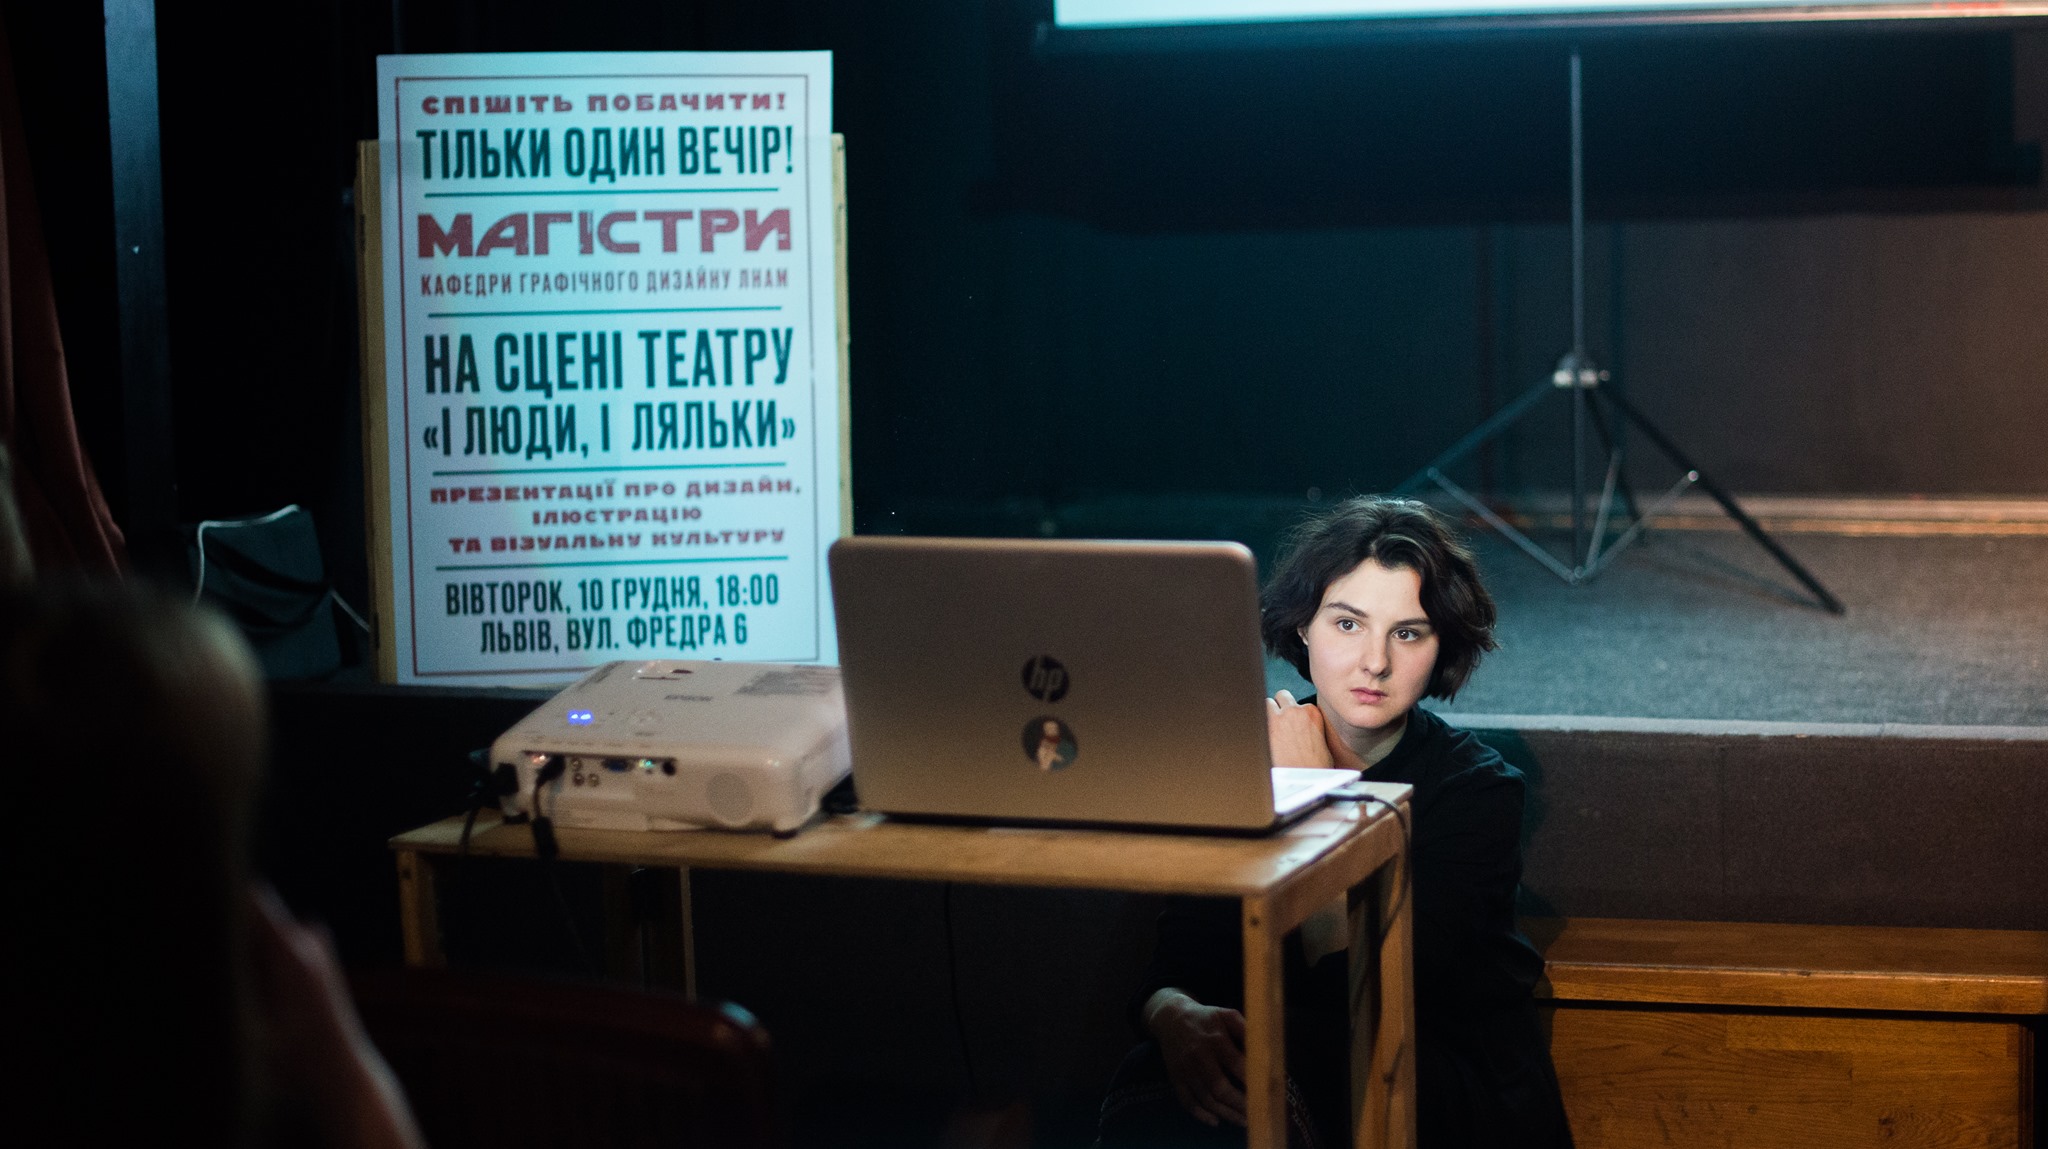 СПІШІТЬ ПОБАЧИТИ!
ТІЛЬКИ ОДИН ВЕЧІР!
МАГІСТРИ
КАФЕДРИ ГРАФІЧНОГО ДИЗАЙНУ ЛНАМ
НА СЦЕНІ ТЕАТРУ
«І ЛЮДИ, І ЛЯЛЬКИ»
ПРЕЗЕНТАЦІЇ ПРО ДИЗАЙН,
ІЛЮСТРАЦІЮ
ТА ВІЗУАЛЬНУ КУЛЬТУРУ
ВІВТОРОК, 10 ГРУДНЯ, 18:00
ЛЬВІВ, ВУЛ. ФРЕДРА 6
EPSON
hp